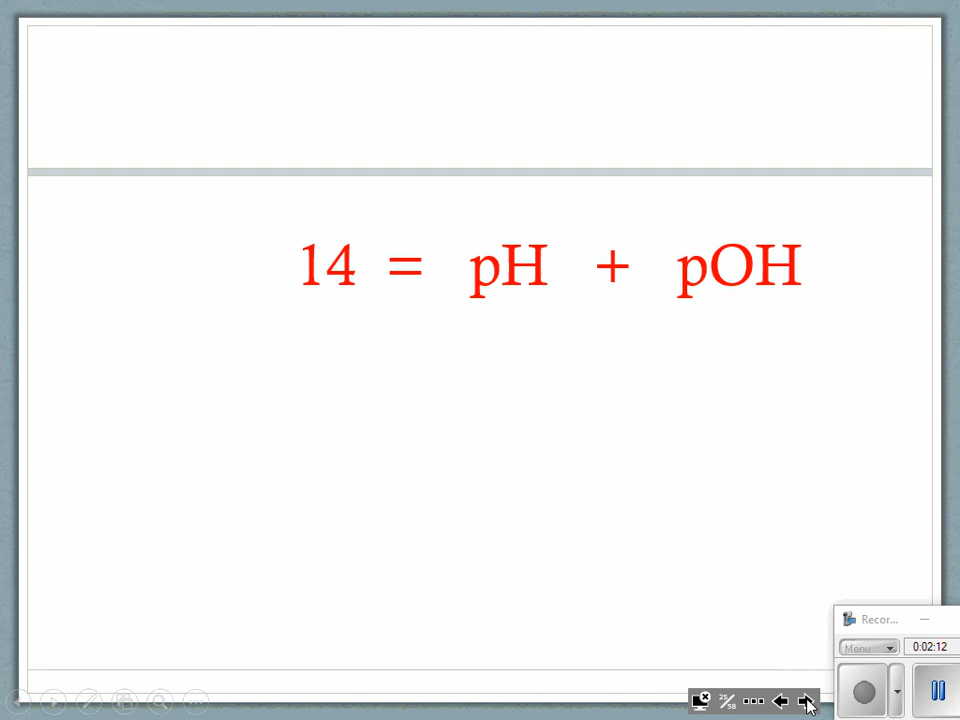 14 = pH + pOH
Recor...
Menu
0:02:12
25/58